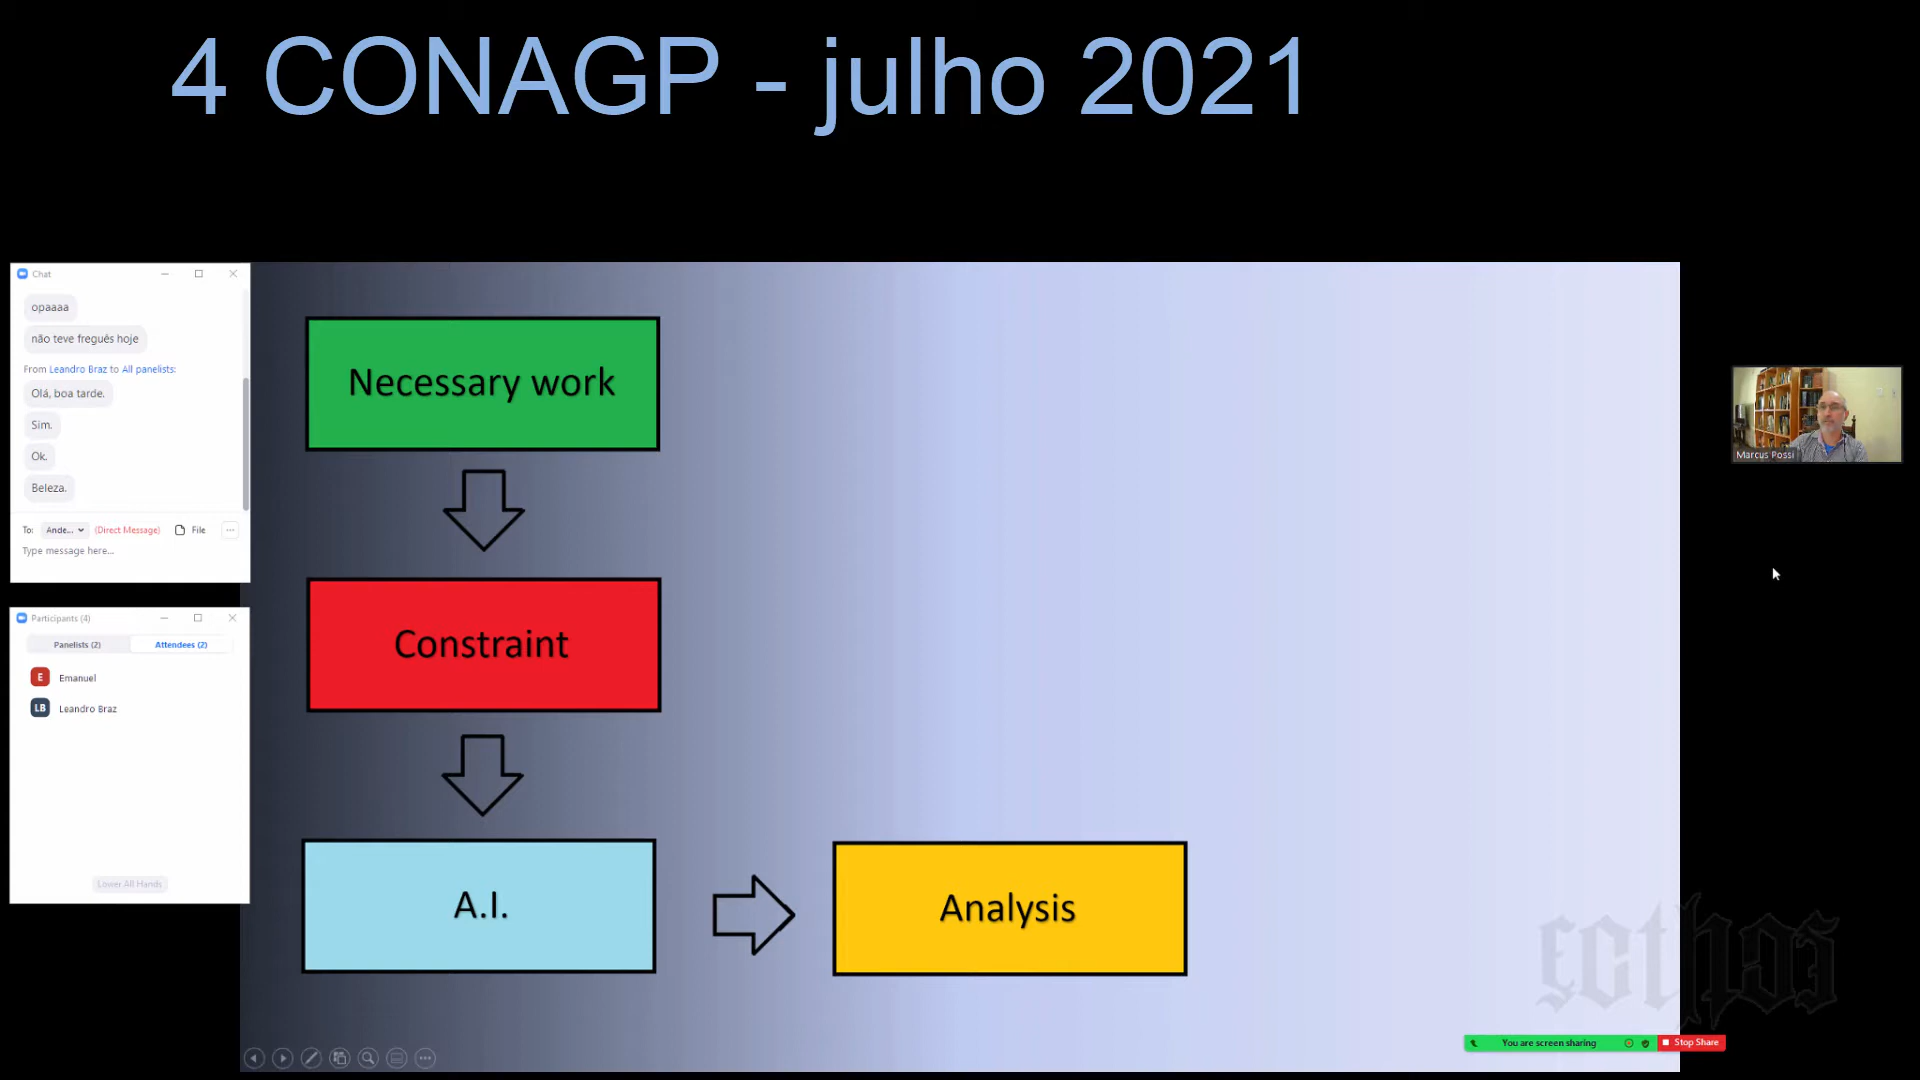 4 CONAGP - julho 2021
Chat
opaaaa
não teve freguês hoje
From Leandro Braz to All panelists:
Olá, boa tarde.
Sim.
Ok.
Beleza.
To: Ande... (Direct Message) File
Type message here...
Participants (4)
Panelists (2) Attendees (2)
E Emanuel
LB Leandro Braz
Lower All Hands
Necessary work
Constraint
A.I.
Analysis
Marcus Possi
Ecthos
You are screen sharing Stop Share